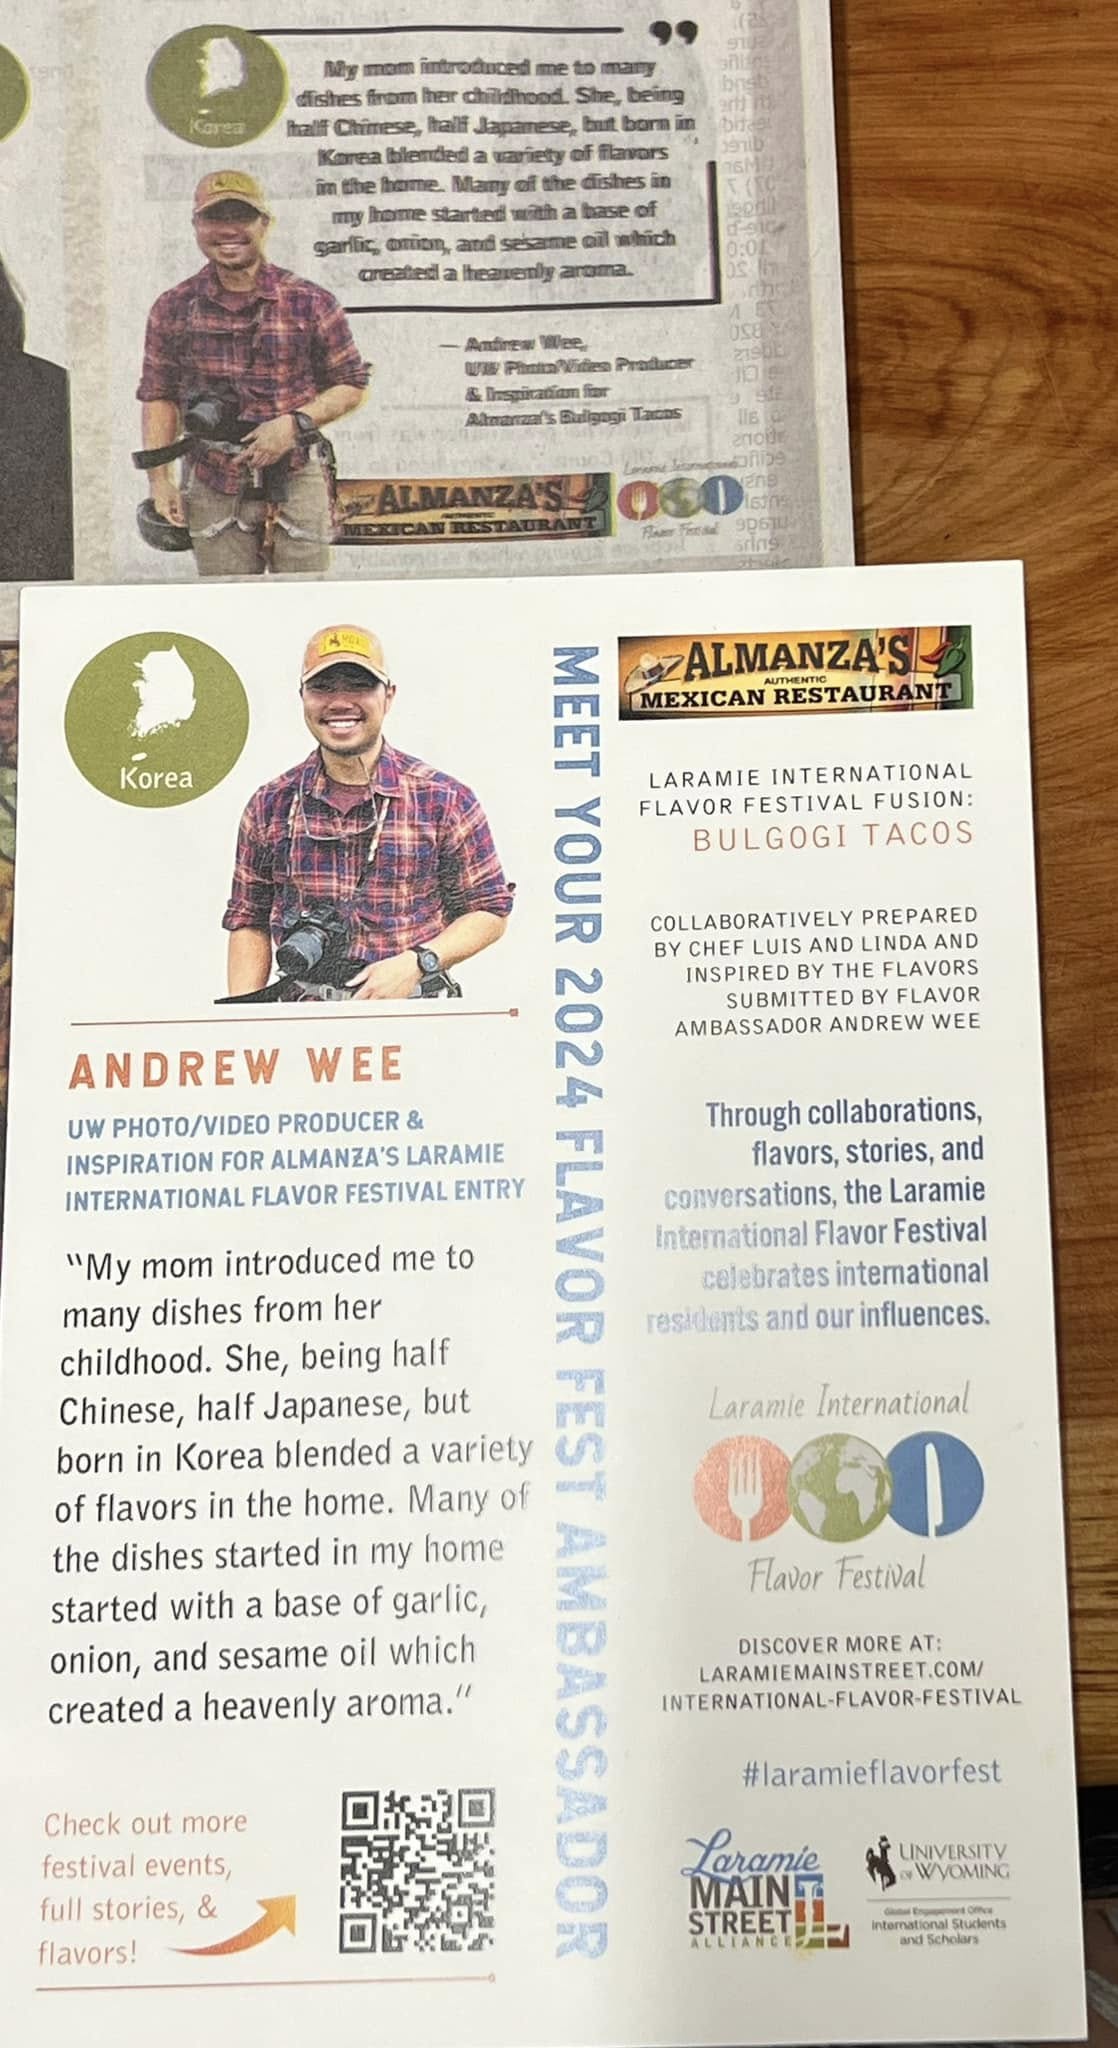 ”
My mom introduced me to many
dishes from her childhood. She, being
half Chinese, half Japanese, but born in
Korea blended a variety of flavors
in the home. Many of the dishes in
my home started with a base of
garlic, onion, and sesame oil which
created a heavenly aroma.
Korea
— Andrew Wee,
UW Photo/Video Producer
& Inspiration for
Almanza's Bulgogi Tacos
ALMANZA'S
AUTHENTIC
MEXICAN RESTAURANT
Laramie International
Flavor Festival
Korea
ANDREW WEE
UW PHOTO/VIDEO PRODUCER &
INSPIRATION FOR ALMANZA'S LARAMIE
INTERNATIONAL FLAVOR FESTIVAL ENTRY
"My mom introduced me to
many dishes from her
childhood. She, being half
Chinese, half Japanese, but
born in Korea blended a variety
of flavors in the home. Many of
the dishes started in my home
started with a base of garlic,
onion, and sesame oil which
created a heavenly aroma."
Check out more
festival events,
full stories, &
flavors!
MEET YOUR 2024 FLAVOR FEST AMBASSADOR
ALMANZA'S
AUTHENTIC
MEXICAN RESTAURANT
LARAMIE INTERNATIONAL
FLAVOR FESTIVAL FUSION:
BULGOGI TACOS
COLLABORATIVELY PREPARED
BY CHEF LUIS AND LINDA AND
INSPIRED BY THE FLAVORS
SUBMITTED BY FLAVOR
AMBASSADOR ANDREW WEE
Through collaborations,
flavors, stories, and
conversations, the Laramie
International Flavor Festival
celebrates international
residents and our influences.
Laramie International
Flavor Festival
DISCOVER MORE AT:
LARAMIEMAINSTREET.COM/
INTERNATIONAL-FLAVOR-FESTIVAL
#laramieflavorfest
Laramie
MAIN
STREET
ALLIANCE
UNIVERSITY
OF WYOMING
Global Engagement Office
International Students
and Scholars